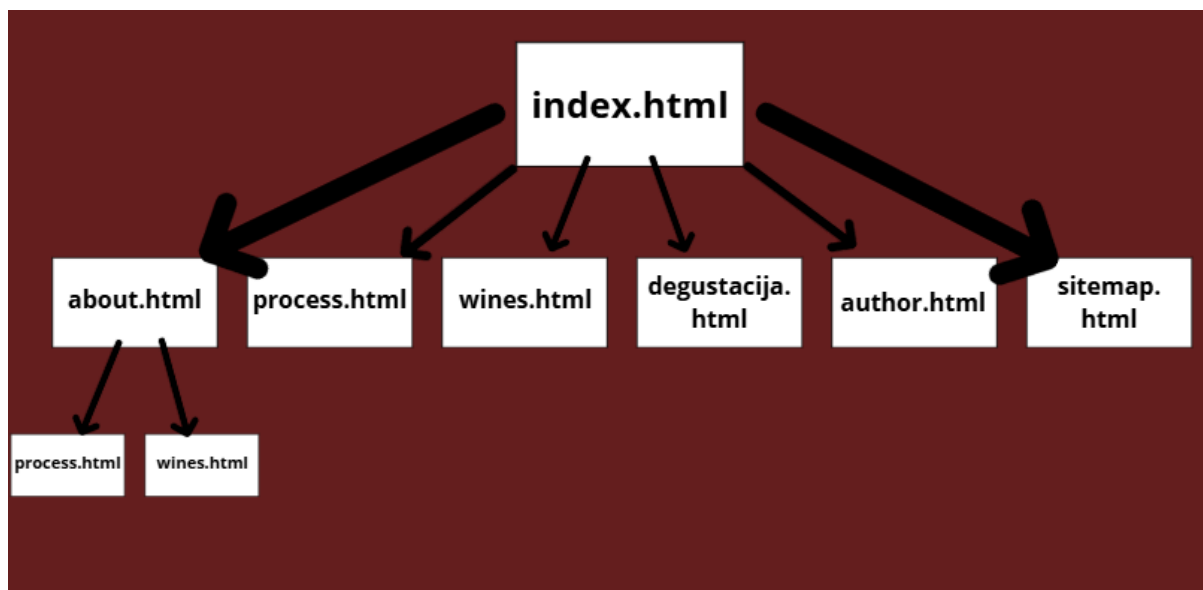 index.html
about.html
process.html
wines.html
degustacija.
html
author.html
sitemap.
html
process.html
wines.html